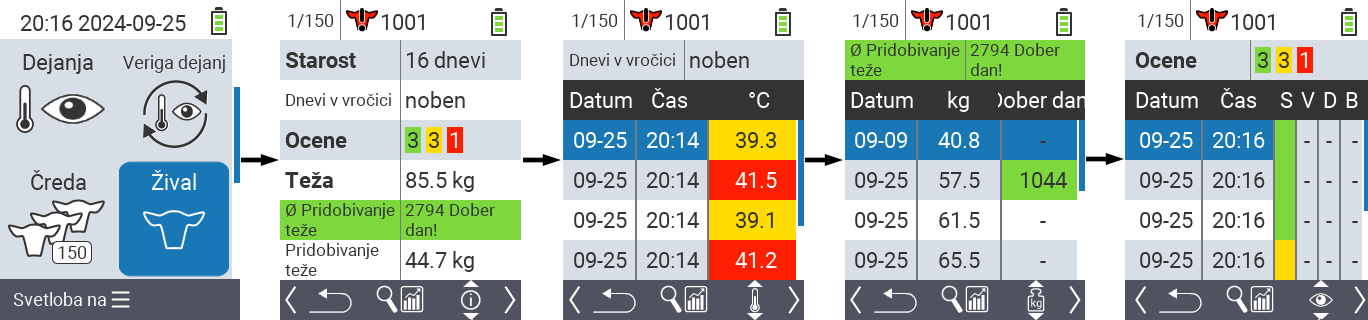 20:16 2024-09-25
Dejanja
Veriga dejanj
Čreda
150
Žival
Svetloba na
1/150 1001
Starost 16 dnevi
Dnevi v vročici noben
Ocene 3 3 1
Teža 85.5 kg
Ø Pridobivanje teže 2794 Dober dan!
Pridobivanje teže 44.7 kg
1/150 1001
Dnevi v vročici noben
Datum Čas °C
09-25 20:14 39.3
09-25 20:14 41.5
09-25 20:14 39.1
09-25 20:14 41.2
1/150 1001
Ø Pridobivanje teže 2794 Dober dan!
Datum kg Dober dan
09-09 40.8 -
09-25 57.5 1044
09-25 61.5 -
09-25 65.5 -
kg
1/150 1001
Ocene 3 3 1
Datum Čas S V D B
09-25 20:16 - - -
09-25 20:16 - - -
09-25 20:16 - - -
09-25 20:16 - - -